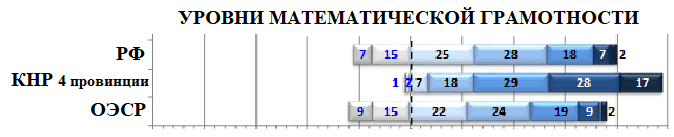 УРОВНИ МАТЕМАТИЧЕСКОЙ ГРАМОТНОСТИ
РФ 7 15 25 28 18 7 2
КНР 4 провинции 1 2 7 18 29 28 17
ОЭСР 9 15 22 24 19 9 2